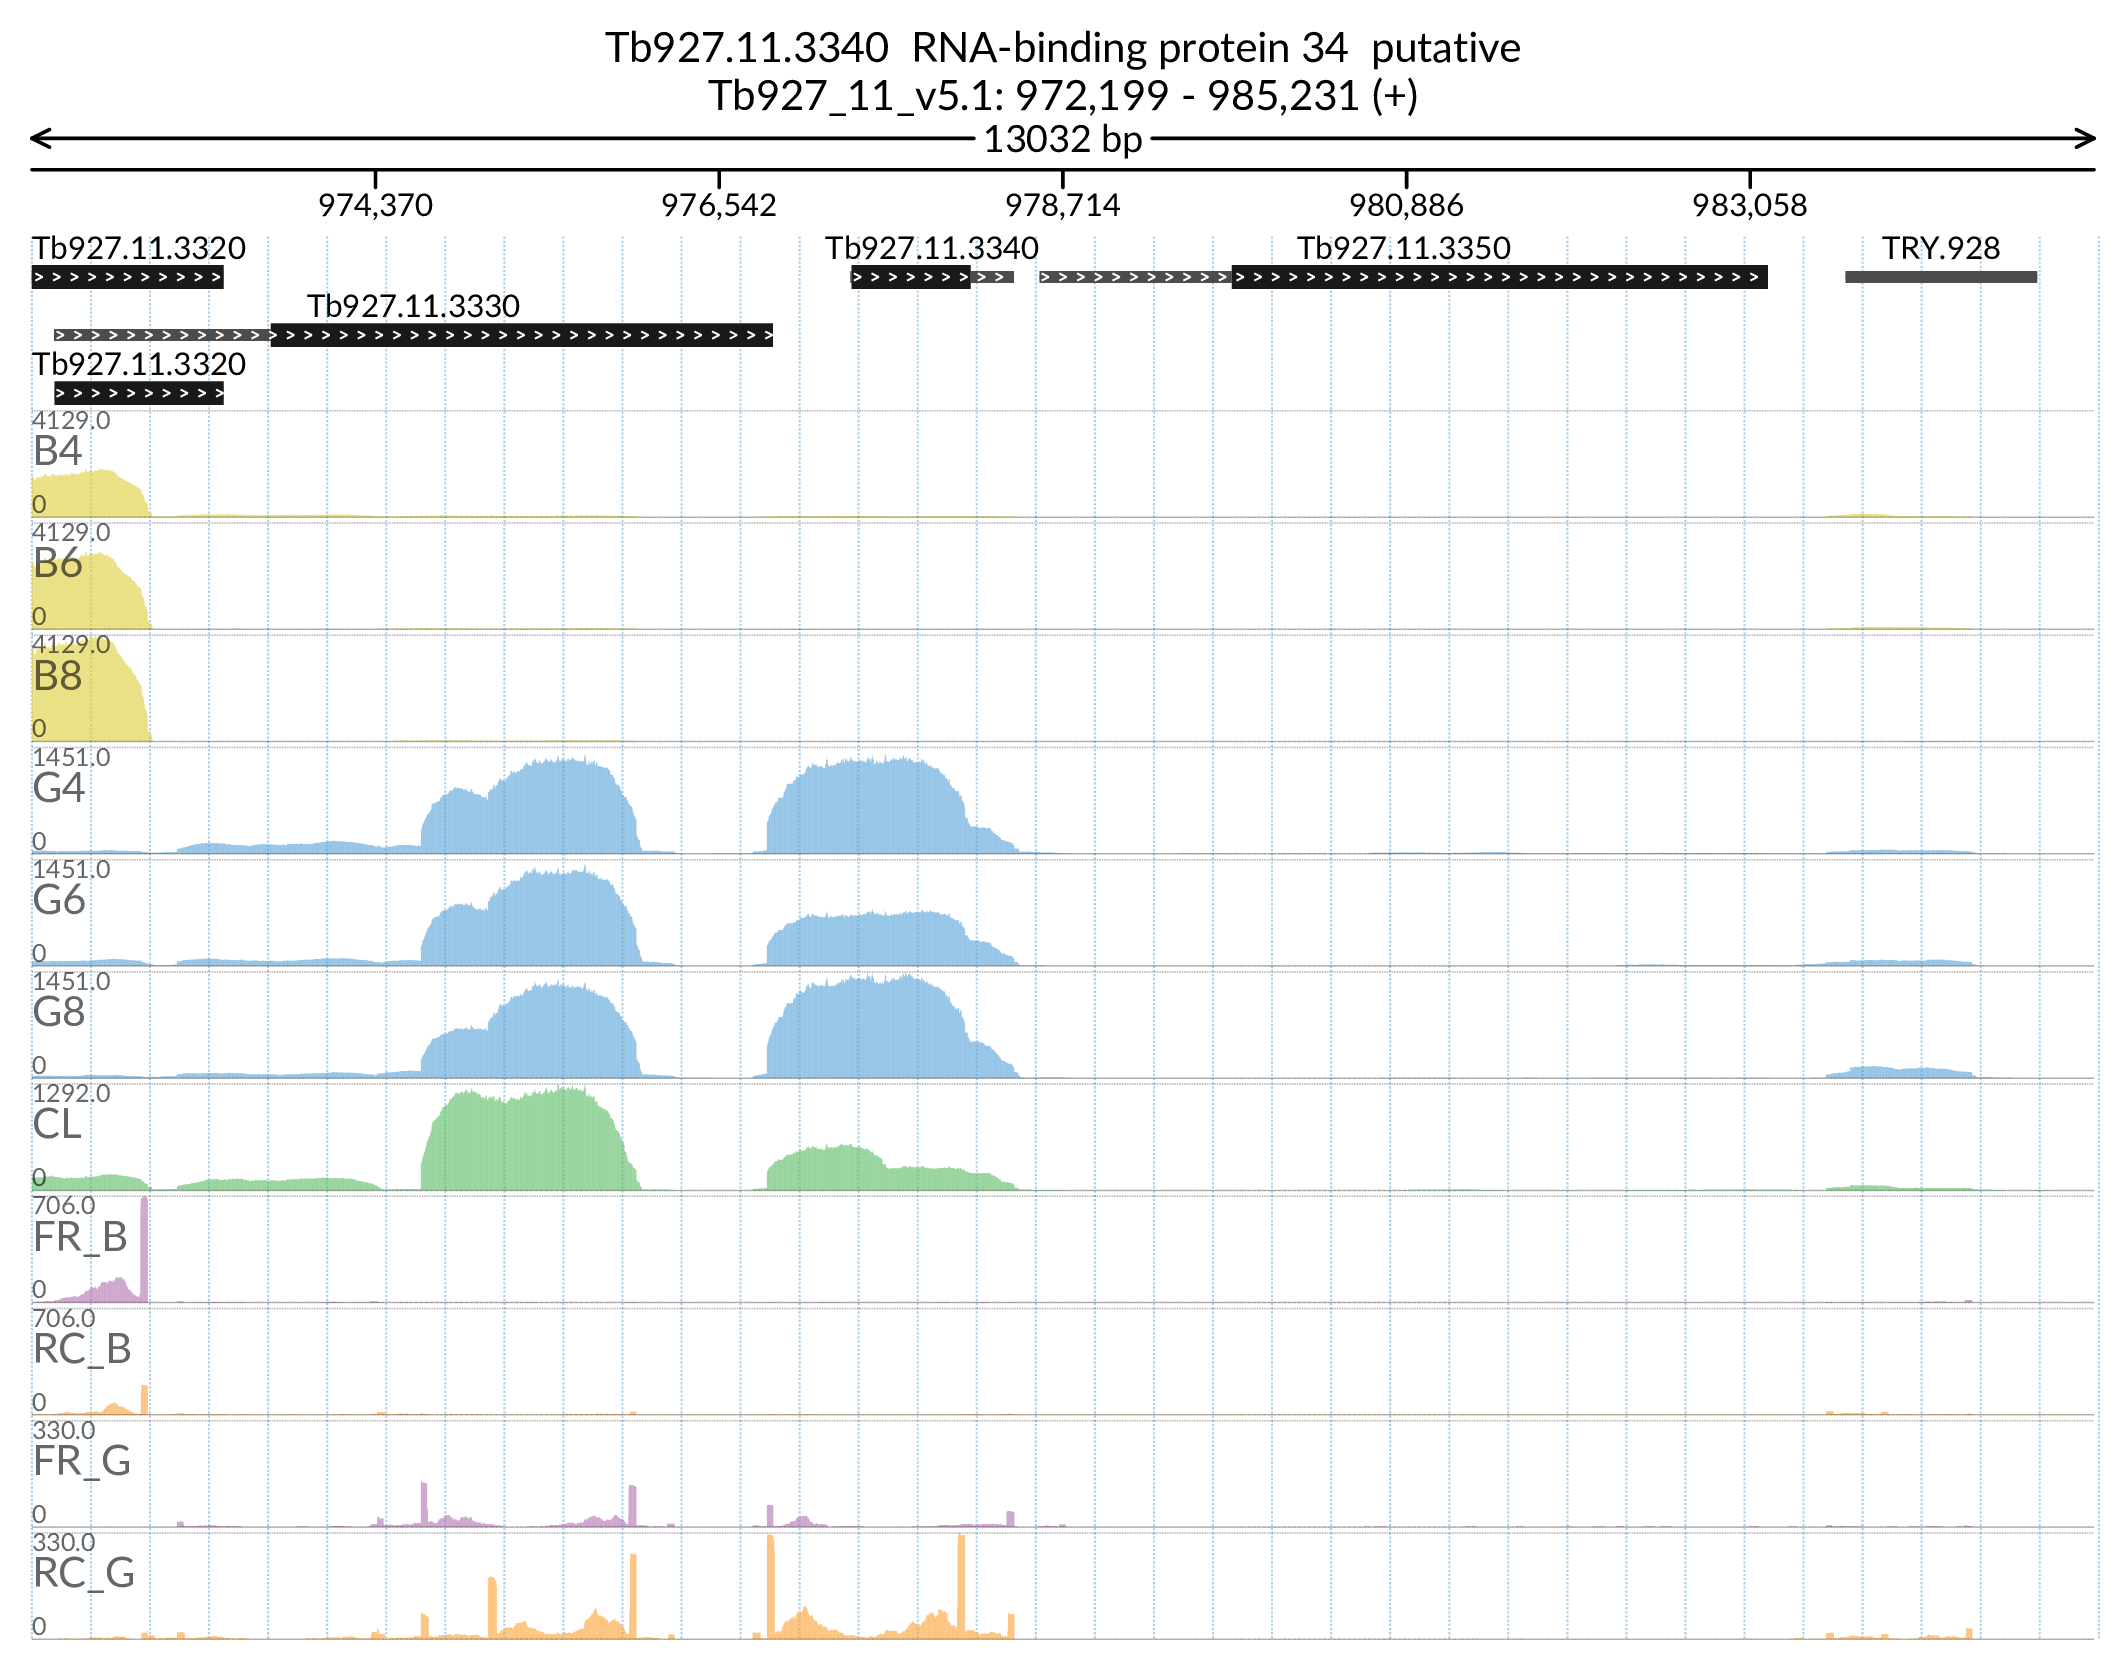 Tb927.11.3340 RNA-binding protein 34 putative
Tb927_11_v5.1: 972,199 - 985,231 (+)
13032 bp
974,370 976,542 978,714 980,886 983,058
Tb927.11.3320 Tb927.11.3340 Tb927.11.3350 TRY.928
Tb927.11.3330
Tb927.11.3320
4129.0
B4
0
4129.0
B6
0
4129.0
B8
0
1451.0
G4
0
1451.0
G6
0
1451.0
G8
0
1292.0
CL
0
706.0
FR_B
0
706.0
RC_B
0
330.0
FR_G
0
330.0
RC_G
0